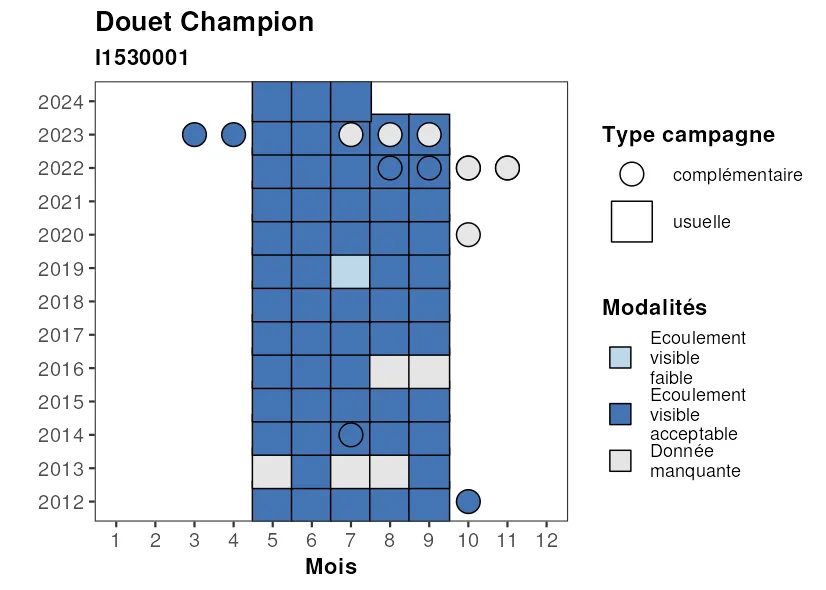 Douet Champion
I1530001
2024
2023
2022
2021
2020
2019
2018
2017
2016
2015
2014
2013
2012
1 2 3 4 5 6 7 8 9 10 11 12
Mois
Type campagne
complémentaire
usuelle
Modalités
Ecoulement
visible
faible
Ecoulement
visible
acceptable
Donnée
manquante